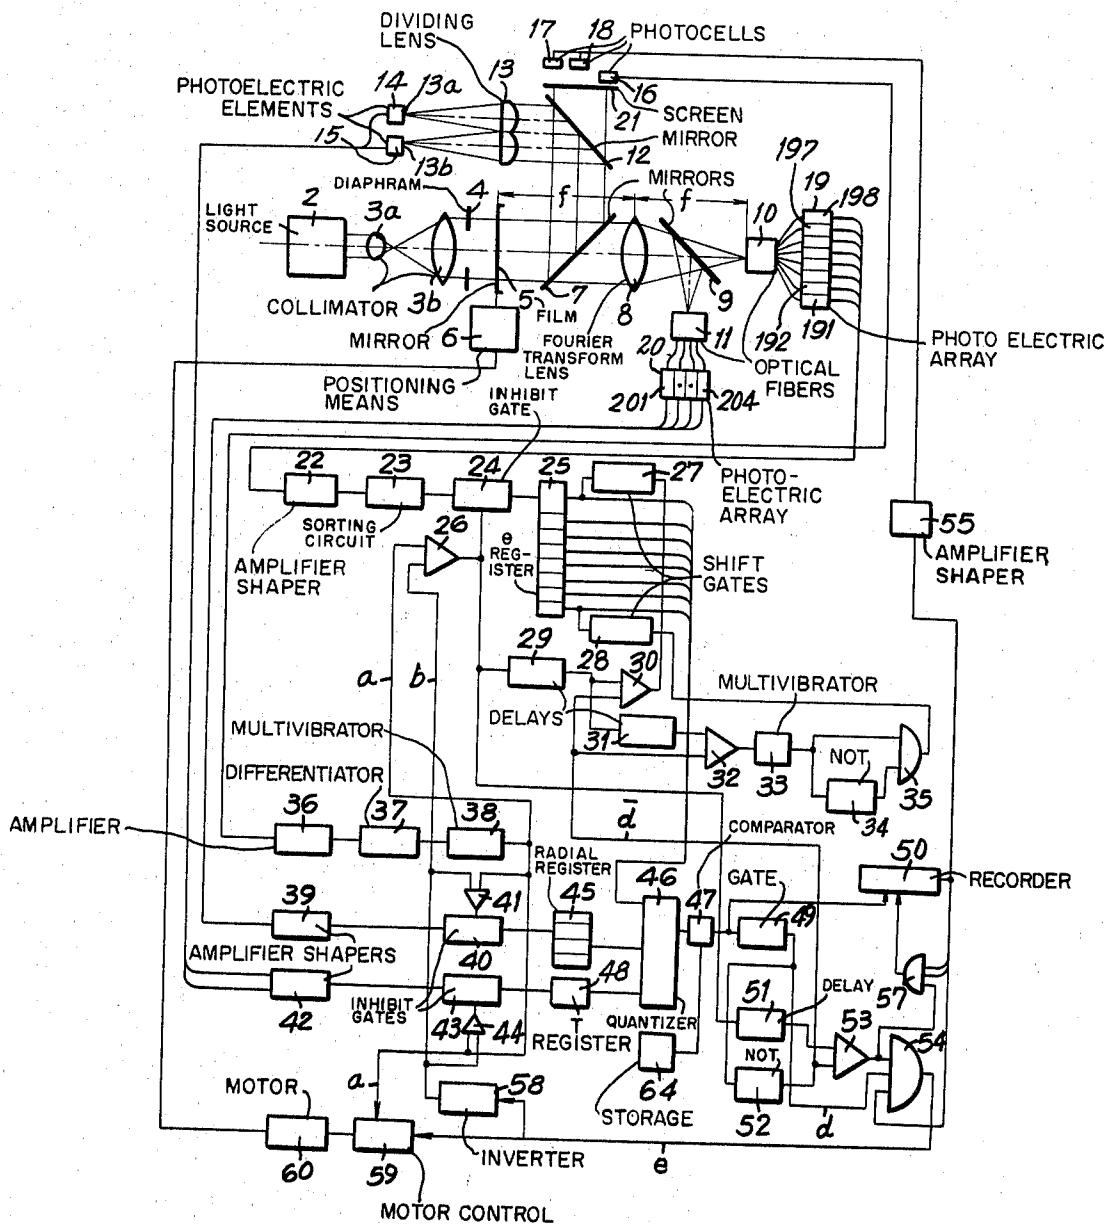 DIVIDING
LENS
17
18
PHOTOCELLS
PHOTOELECTRIC
ELEMENTS
14
13a
13
16
SCREEN
21
MIRROR
15
13b
12
197
DIAPHRAM
4
f
MIRRORS
f
19
198
LIGHT
SOURCE
2
3a
10
COLLIMATOR
3b
5
FILM
7
8
9
MIRROR
6
FOURIER
TRANSFORM
LENS
11
192
191
PHOTO ELECTRIC
ARRAY
20
OPTICAL
FIBERS
POSITIONING
MEANS
INHIBIT
GATE
201
204
22
23
24
25
27
PHOTO-
ELECTRIC
ARRAY
SORTING
CIRCUIT
26
θ
REG-
ISTER
SHIFT
GATES
55
AMPLIFIER
SHAPER
AMPLIFIER
SHAPER
29
28
30
a
b
MULTIVIBRATOR
DELAYS
31
32
33
NOT
34
35
MULTIVIBRATOR
DIFFERENTIATOR
36
37
38
d̄
AMPLIFIER
COMPARATOR
RADIAL
REGISTER
46
47
GATE
50
RECORDER
39
41
45
49
AMPLIFIER SHAPERS
40
48
42
INHIBIT
GATES
43
44
T
REGISTER
QUANTIZER
51
DELAY
53
57
54
NOT
52
64
STORAGE
d
MOTOR
a
58
INVERTER
e
60
59
MOTOR CONTROL